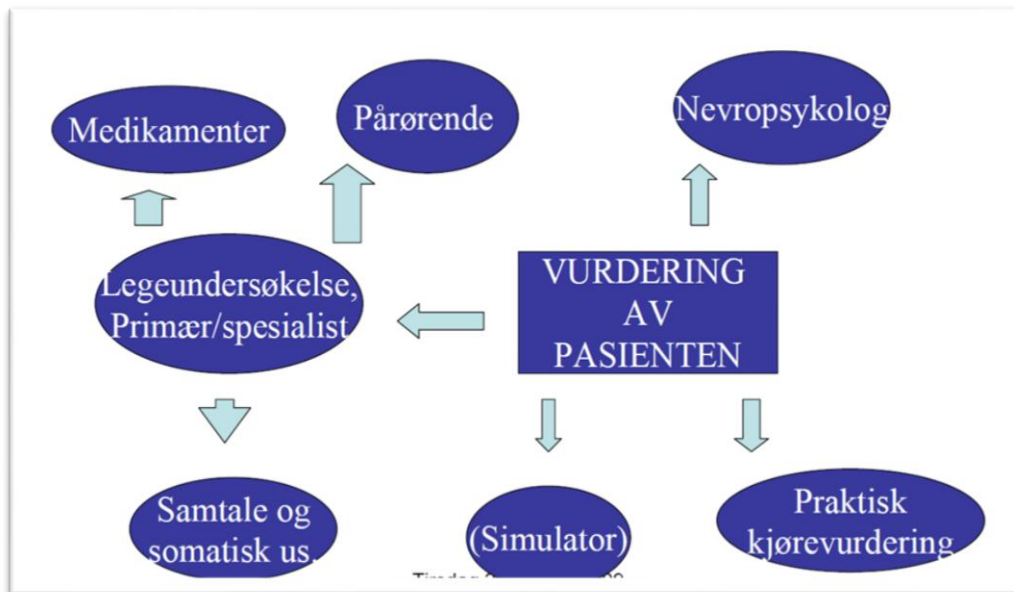 Medikamenter
Pårørende
Nevropsykolog
Legeundersøkelse,
Primær/spesialist
VURDERING
AV
PASIENTEN
Samtale og
somatisk us.
(Simulator)
Praktisk
kjørevurdering